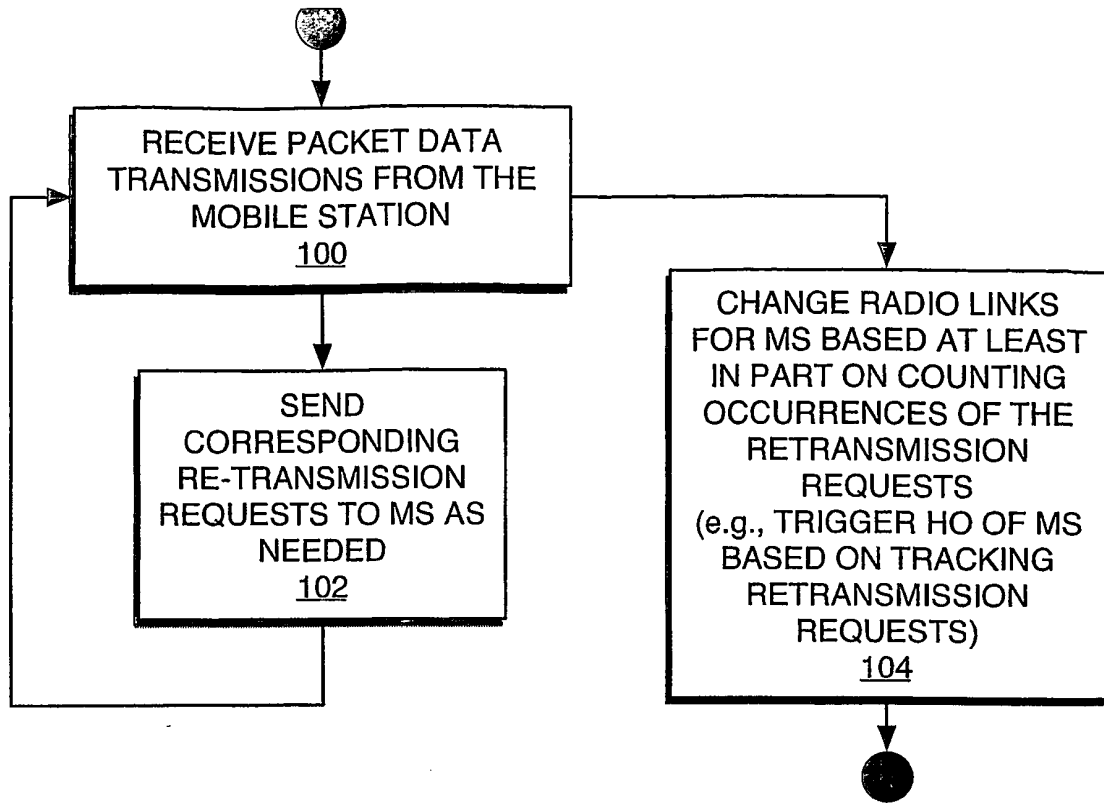 RECEIVE PACKET DATA
TRANSMISSIONS FROM THE
MOBILE STATION
100
SEND
CORRESPONDING
RE-TRANSMISSION
REQUESTS TO MS AS
NEEDED
102
CHANGE RADIO LINKS
FOR MS BASED AT LEAST
IN PART ON COUNTING
OCCURRENCES OF THE
RETRANSMISSION
REQUESTS
(e.g., TRIGGER HO OF MS
BASED ON TRACKING
RETRANSMISSION
REQUESTS)
104